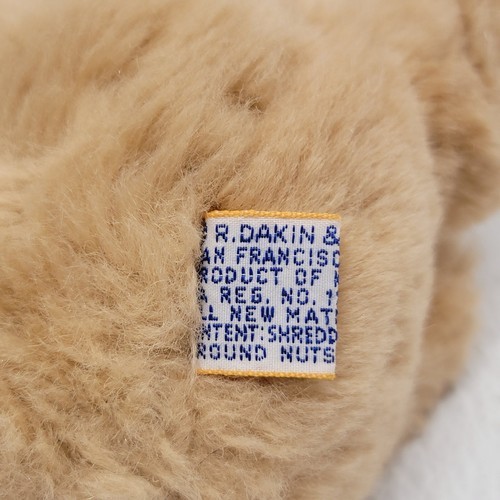 R. DAKIN &
AN FRANCISC
RODUCT OF
A REG. NO. 1
LL NEW MAT
NTENT: SHREDD
ROUND NUTS